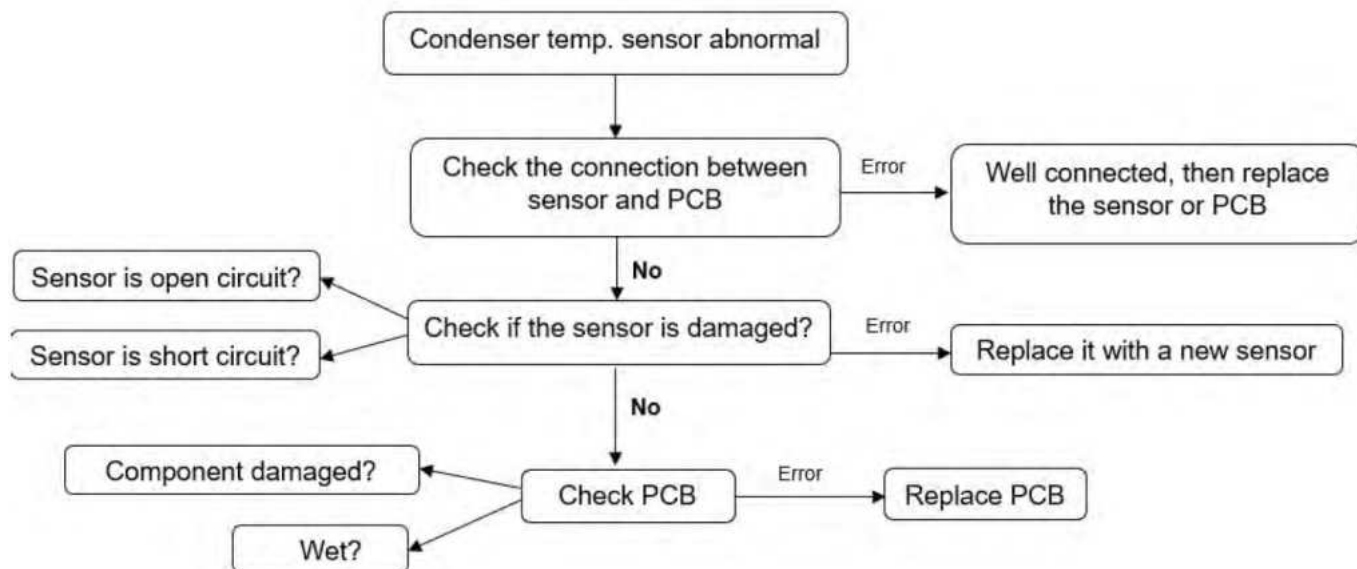 Condenser temp. sensor abnormal
Check the connection between
sensor and PCB
Error
Well connected, then replace
the sensor or PCB
No
Sensor is open circuit?
Check if the sensor is damaged?
Sensor is short circuit?
Error
Replace it with a new sensor
No
Component damaged?
Check PCB
Error
Replace PCB
Wet?